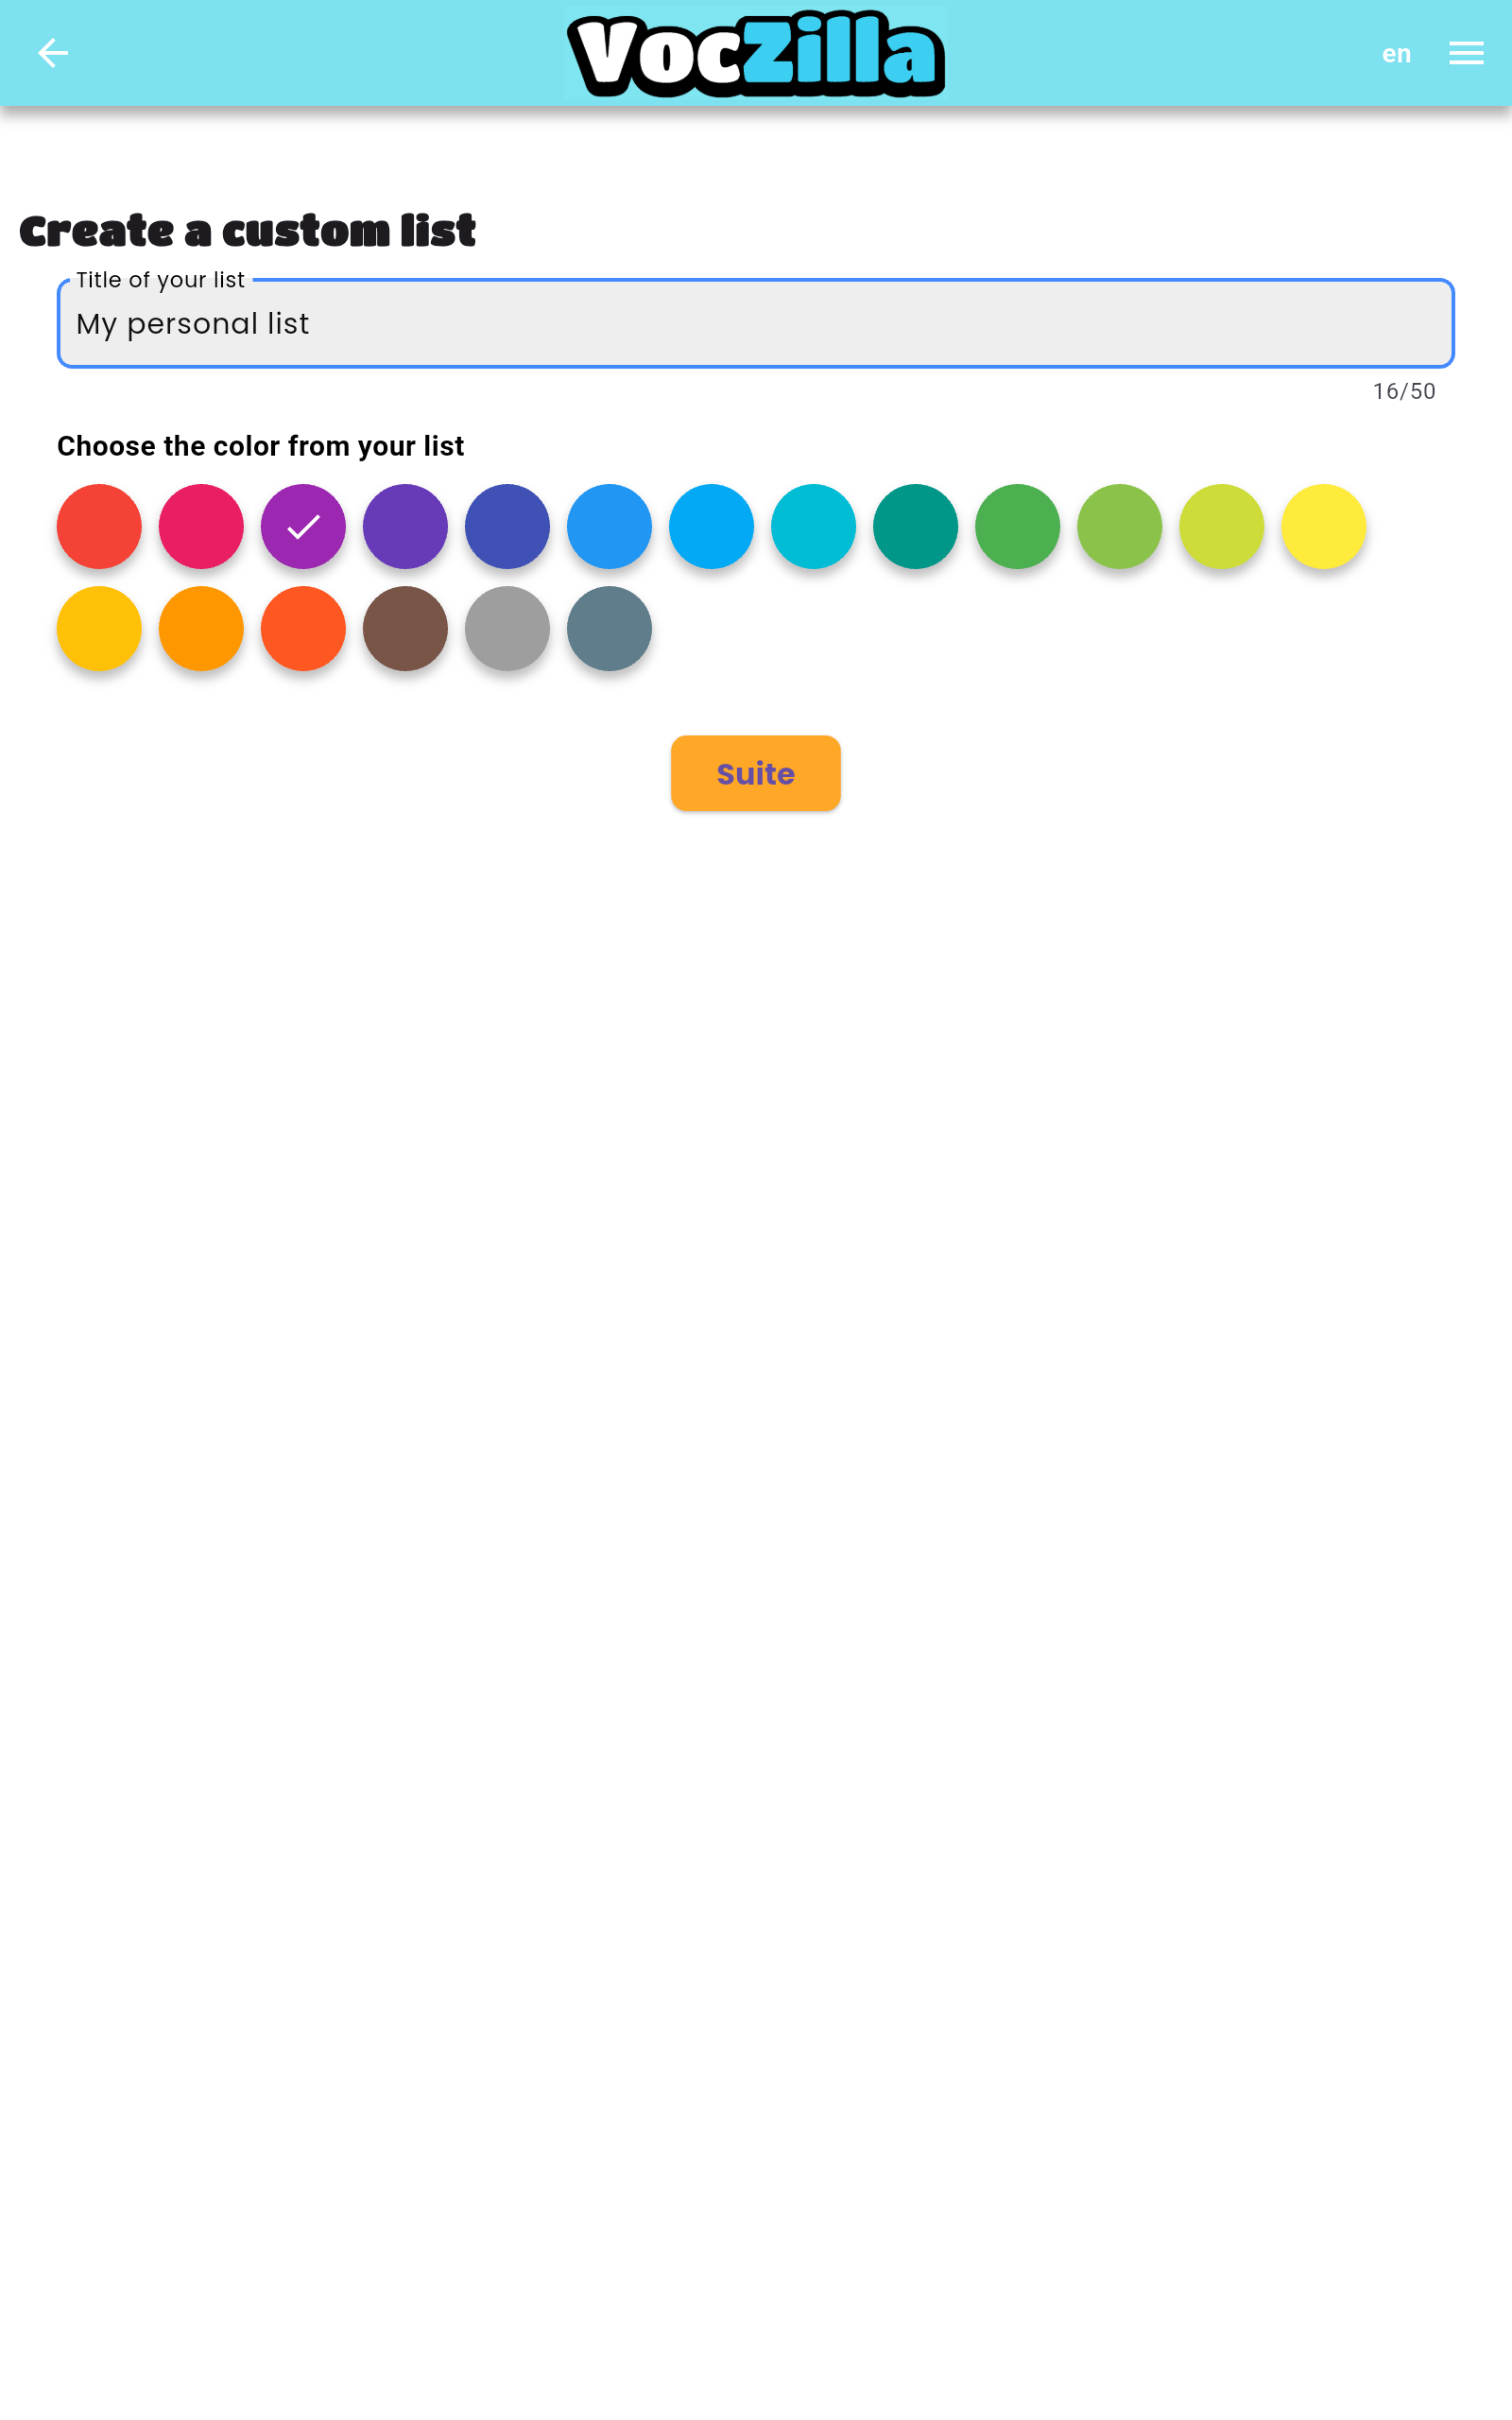 VocZilla
en
Create a custom list
Title of your list
My personal list
16/50
Choose the color from your list
Suite